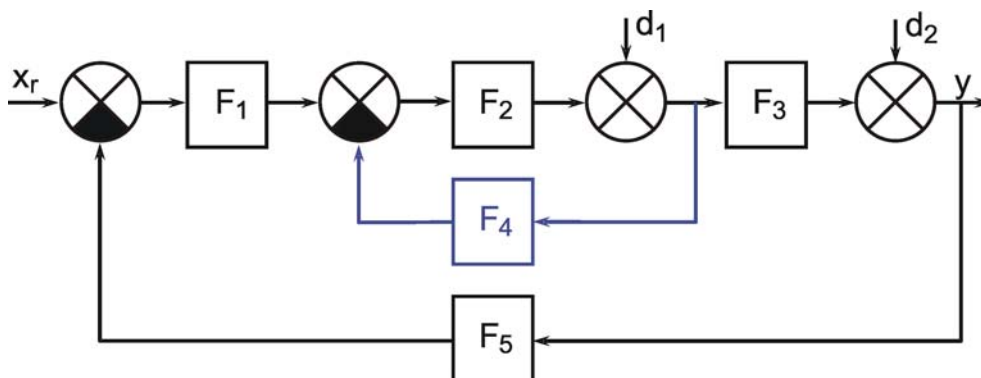 d₁ d₂
xᵣ F₁ F₂ F₃ y
F₄
F₅